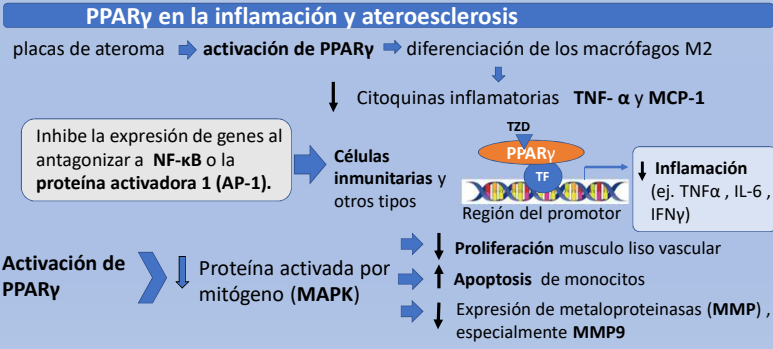 PPARγ en la inflamación y ateroesclerosis
placas de ateroma activación de PPARγ diferenciación de los macrófagos M2
Citoquinas inflamatorias TNF- α y MCP-1
Inhibe la expresión de genes al
antagonizar a NF-κB o la
proteína activadora 1 (AP-1).
Células
inmunitarias y
otros tipos
TZD
PPARγ
TF
Región del promotor
Inflamación
(ej. TNFα , IL-6 ,
IFNγ)
Activación de
PPARγ
Proteína activada por
mitógeno (MAPK)
Proliferación musculo liso vascular
Apoptosis de monocitos
Expresión de metaloproteinasas (MMP) ,
especialmente MMP9